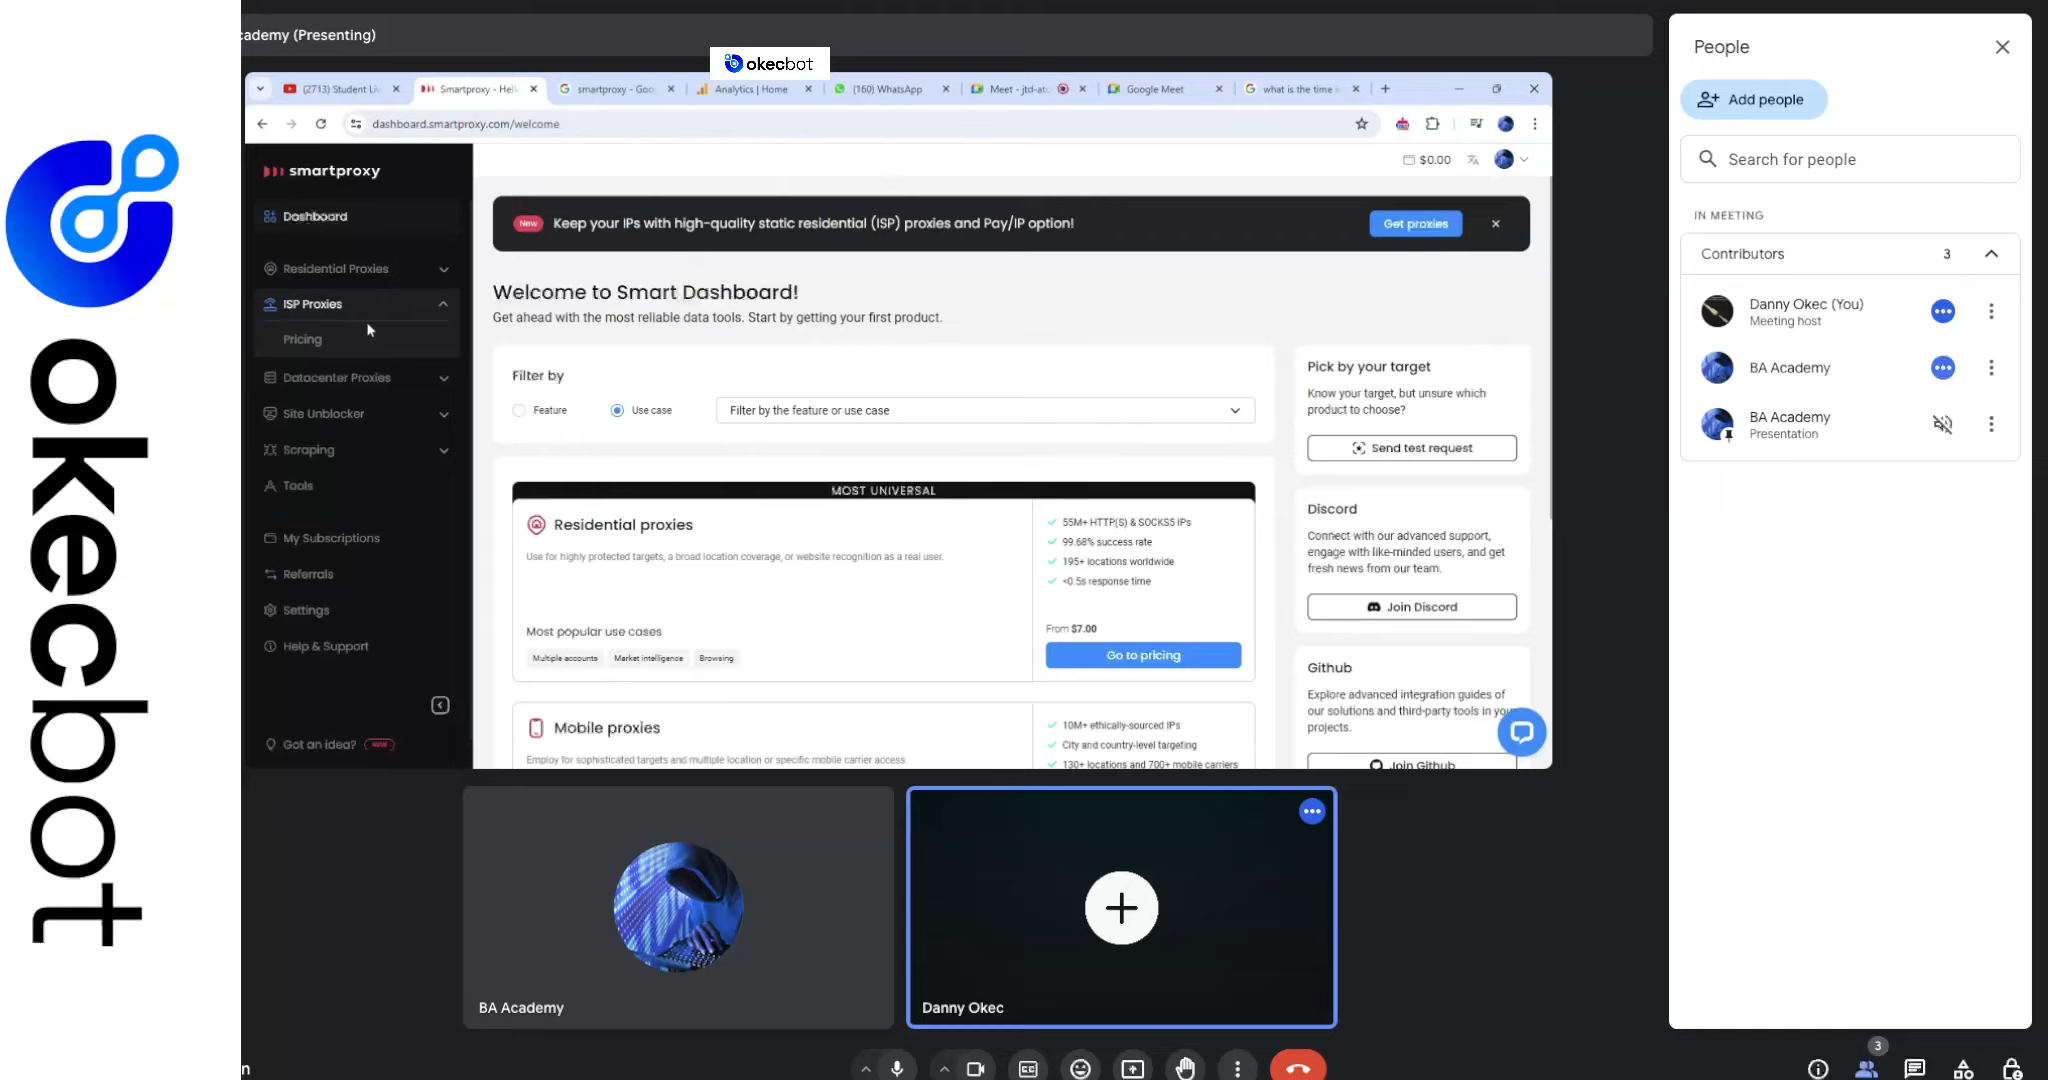 okecbot
cademy (Presenting)
okecbot
(2713) Student Liv
Smartproxy - Hell
smartproxy - Goo
Analytics | Home
(160) WhatsApp
Meet - jtd-atc
Google Meet
what is the time i
dashboard.smartproxy.com/welcome
smartproxy
$0.00
Dashboard
Residential Proxies
ISP Proxies
Pricing
Datacenter Proxies
Site Unblocker
Scraping
Tools
My Subscriptions
Referrals
Settings
Help & Support
Got an idea? NEW
New Keep your IPs with high-quality static residential (ISP) proxies and Pay/IP option!
Get proxies
Welcome to Smart Dashboard!
Get ahead with the most reliable data tools. Start by getting your first product.
Filter by
Feature
Use case
Filter by the feature or use case
MOST UNIVERSAL
Residential proxies
Use for highly protected targets, a broad location coverage, or website recognition as a real user.
Most popular use cases
Multiple accounts
Market intelligence
Browsing
55M+ HTTP(S) & SOCKS5 IPs
99.68% success rate
195+ locations worldwide
<0.5s response time
From $7.00
Go to pricing
Mobile proxies
Employ for sophisticated targets and multiple location or specific mobile carrier access.
10M+ ethically-sourced IPs
City and country-level targeting
130+ locations and 700+ mobile carriers
Pick by your target
Know your target, but unsure which
product to choose?
Send test request
Discord
Connect with our advanced support,
engage with like-minded users, and get
fresh news from our team.
Join Discord
Github
Explore advanced integration guides of
our solutions and third-party tools in your
projects.
Join Github
BA Academy
Danny Okec
People
Add people
Search for people
IN MEETING
Contributors
3
Danny Okec (You)
Meeting host
BA Academy
BA Academy
Presentation
n
CC
3